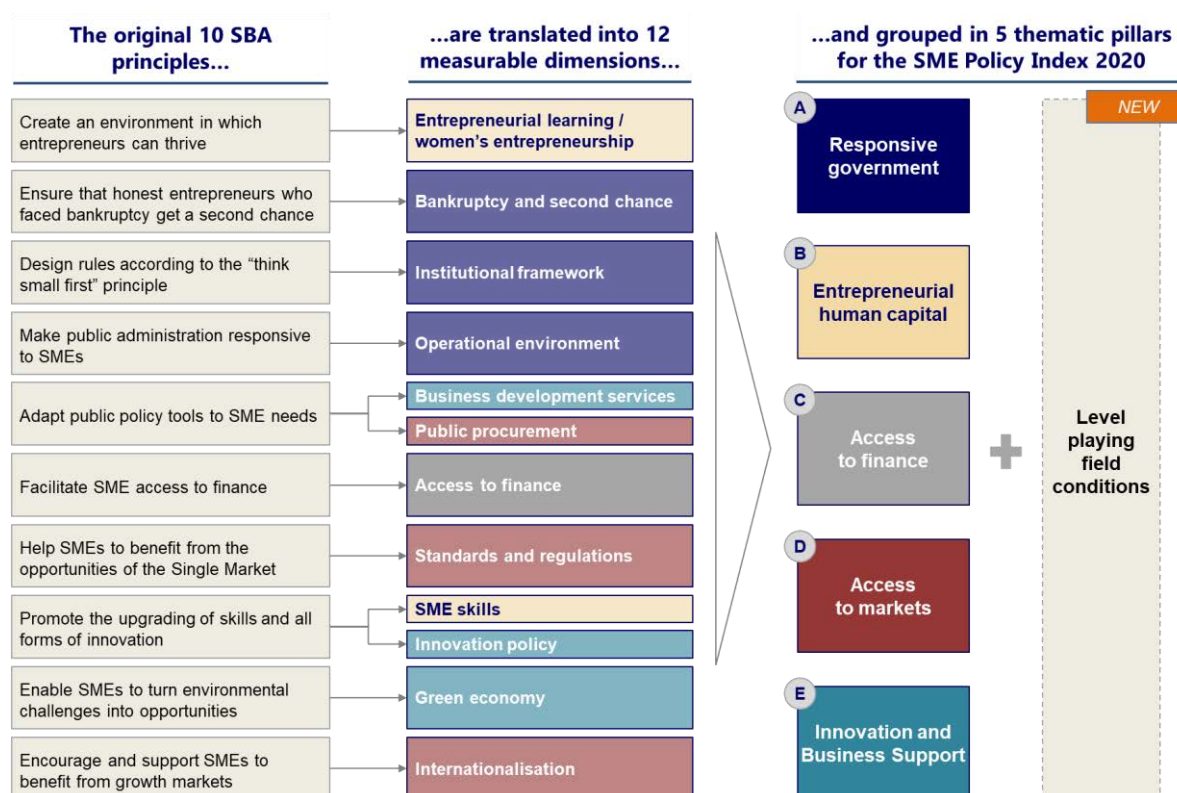 The original 10 SBA
principles...
...are translated into 12
measurable dimensions...
...and grouped in 5 thematic pillars
for the SME Policy Index 2020
Create an environment in which
entrepreneurs can thrive
Ensure that honest entrepreneurs who
faced bankruptcy get a second chance
Design rules according to the “think
small first” principle
Make public administration responsive
to SMEs
Adapt public policy tools to SME needs
Facilitate SME access to finance
Help SMEs to benefit from the
opportunities of the Single Market
Promote the upgrading of skills and all
forms of innovation
Enable SMEs to turn environmental
challenges into opportunities
Encourage and support SMEs to
benefit from growth markets
Entrepreneurial learning /
women’s entrepreneurship
Bankruptcy and second chance
Institutional framework
Operational environment
Business development services
Public procurement
Access to finance
Standards and regulations
SME skills
Innovation policy
Green economy
Internationalisation
A
Responsive
government
B
Entrepreneurial
human capital
C
Access
to finance
D
Access
to markets
E
Innovation and
Business Support
NEW
Level
playing
field
conditions